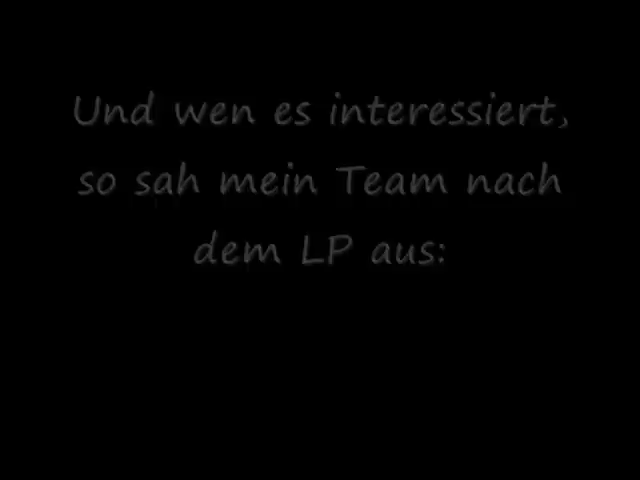 Und wen es interessiert,
so sah mein Team nach
dem LP aus: